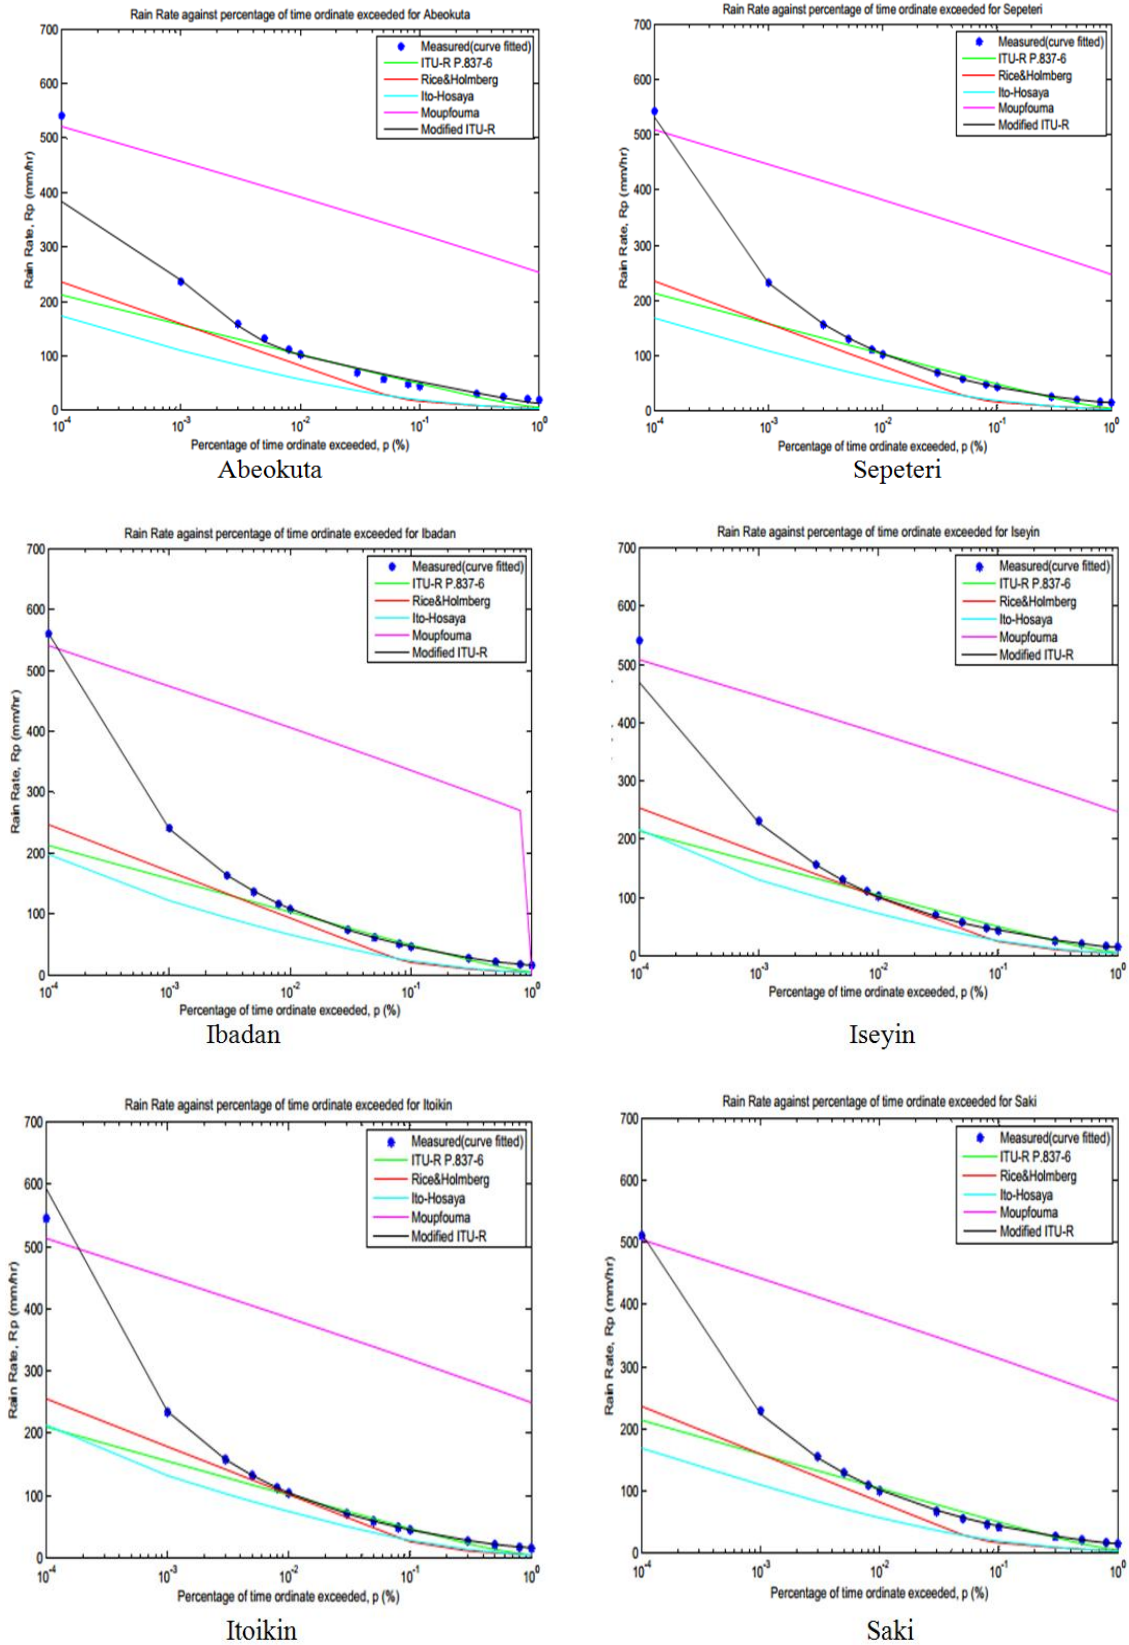 Rain Rate against percentage of time ordinate exceeded for Abeokuta
Rain Rate, Rp (mm/hr)
700
600
500
400
300
200
100
0
Measured(curve fitted)
ITU-R P.837-6
Rice&Holmberg
Ito-Hosaya
Moupfouma
Modified ITU-R
10-4
10-3
10-2
10-1
100
Percentage of time ordinate exceeded, p (%)
Abeokuta
Rain Rate against percentage of time ordinate exceeded for Sepeteri
Rain Rate, Rp (mm/hr)
700
600
500
400
300
200
100
0
Measured(curve fitted)
ITU-R P.837-6
Rice&Holmberg
Ito-Hosaya
Moupfouma
Modified ITU-R
10-4
10-3
10-2
10-1
100
Percentage of time ordinate exceeded, p (%)
Sepeteri
Rain Rate against percentage of time ordinate exceeded for Ibadan
Rain Rate, Rp (mm/hr)
700
600
500
400
300
200
100
0
Measured(curve fitted)
ITU-R P.837-6
Rice&Holmberg
Ito-Hosaya
Moupfouma
Modified ITU-R
10-4
10-3
10-2
10-1
100
Percentage of time ordinate exceeded, p (%)
Ibadan
Rain Rate against percentage of time ordinate exceeded for Iseyin
700
600
500
400
300
200
100
0
Measured(curve fitted)
ITU-R P.837-6
Rice&Holmberg
Ito-Hosaya
Moupfouma
Modified ITU-R
10-4
10-3
10-2
10-1
100
Percentage of time ordinate exceeded, p (%)
Iseyin
Rain Rate against percentage of time ordinate exceeded for Itoikin
Rain Rate, Rp (mm/hr)
700
600
500
400
300
200
100
0
Measured(curve fitted)
ITU-R P.837-6
Rice&Holmberg
Ito-Hosaya
Moupfouma
Modified ITU-R
10-4
10-3
10-2
10-1
100
Percentage of time ordinate exceeded, p (%)
Itoikin
Rain Rate against percentage of time ordinate exceeded for Saki
Rain Rate, Rp (mm/hr)
700
600
500
400
300
200
100
0
Measured(curve fitted)
ITU-R P.837-6
Rice&Holmberg
Ito-Hosaya
Moupfouma
Modified ITU-R
10-4
10-3
10-2
10-1
100
Percentage of time ordinate exceeded, p (%)
Saki